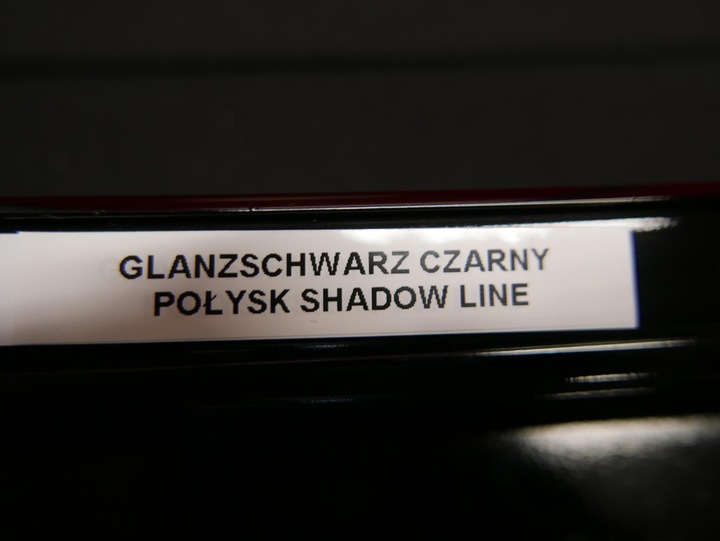 GLANZSCHWARZ CZARNY
POŁYSK SHADOW LINE